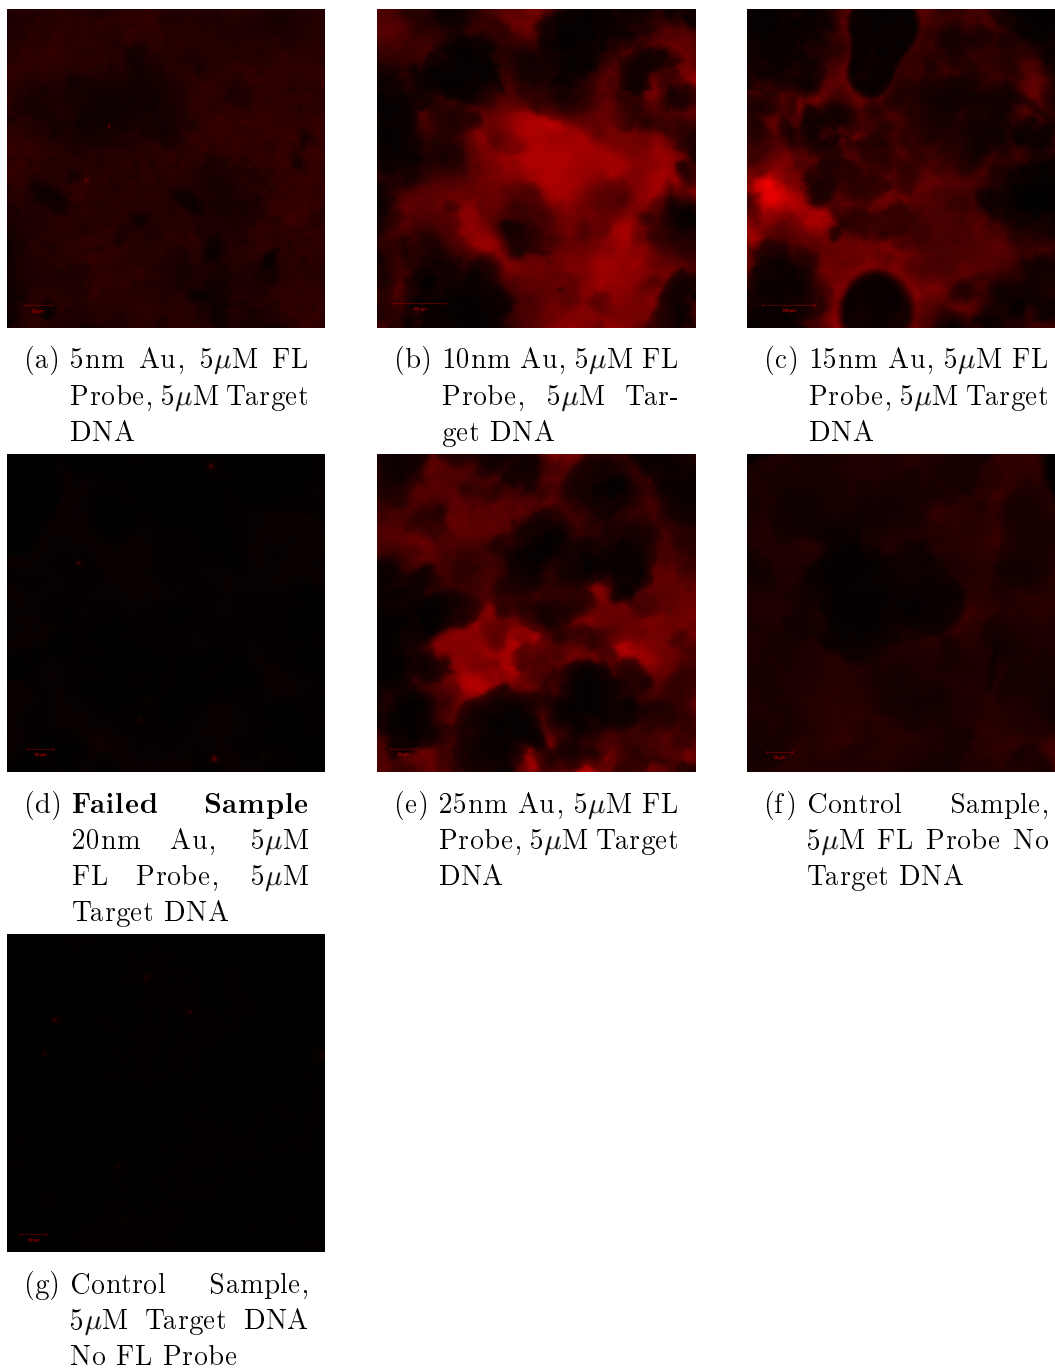 (a) 5nm Au, 5μM FL
Probe, 5μM Target
DNA
(b) 10nm Au, 5μM FL
Probe, 5μM Tar-
get DNA
(c) 15nm Au, 5μM FL
Probe, 5μM Target
DNA
(d) Failed Sample
20nm Au, 5μM
FL Probe, 5μM
Target DNA
(e) 25nm Au, 5μM FL
Probe, 5μM Target
DNA
(f) Control Sample,
5μM FL Probe No
Target DNA
(g) Control Sample,
5μM Target DNA
No FL Probe